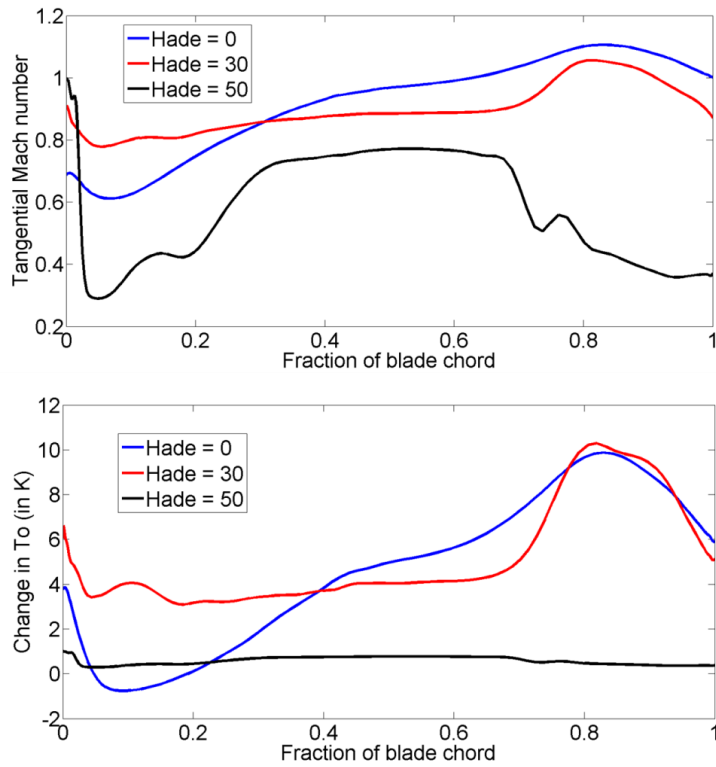 1.2
1
0.8
0.6
0.4
0.2
Tangential Mach number
Hade = 0
Hade = 30
Hade = 50
0
0.2
0.4
0.6
0.8
1
Fraction of blade chord
12
10
8
6
4
2
0
-2
Change in To (in K)
Hade = 0
Hade = 30
Hade = 50
0
0.2
0.4
0.6
0.8
1
Fraction of blade chord